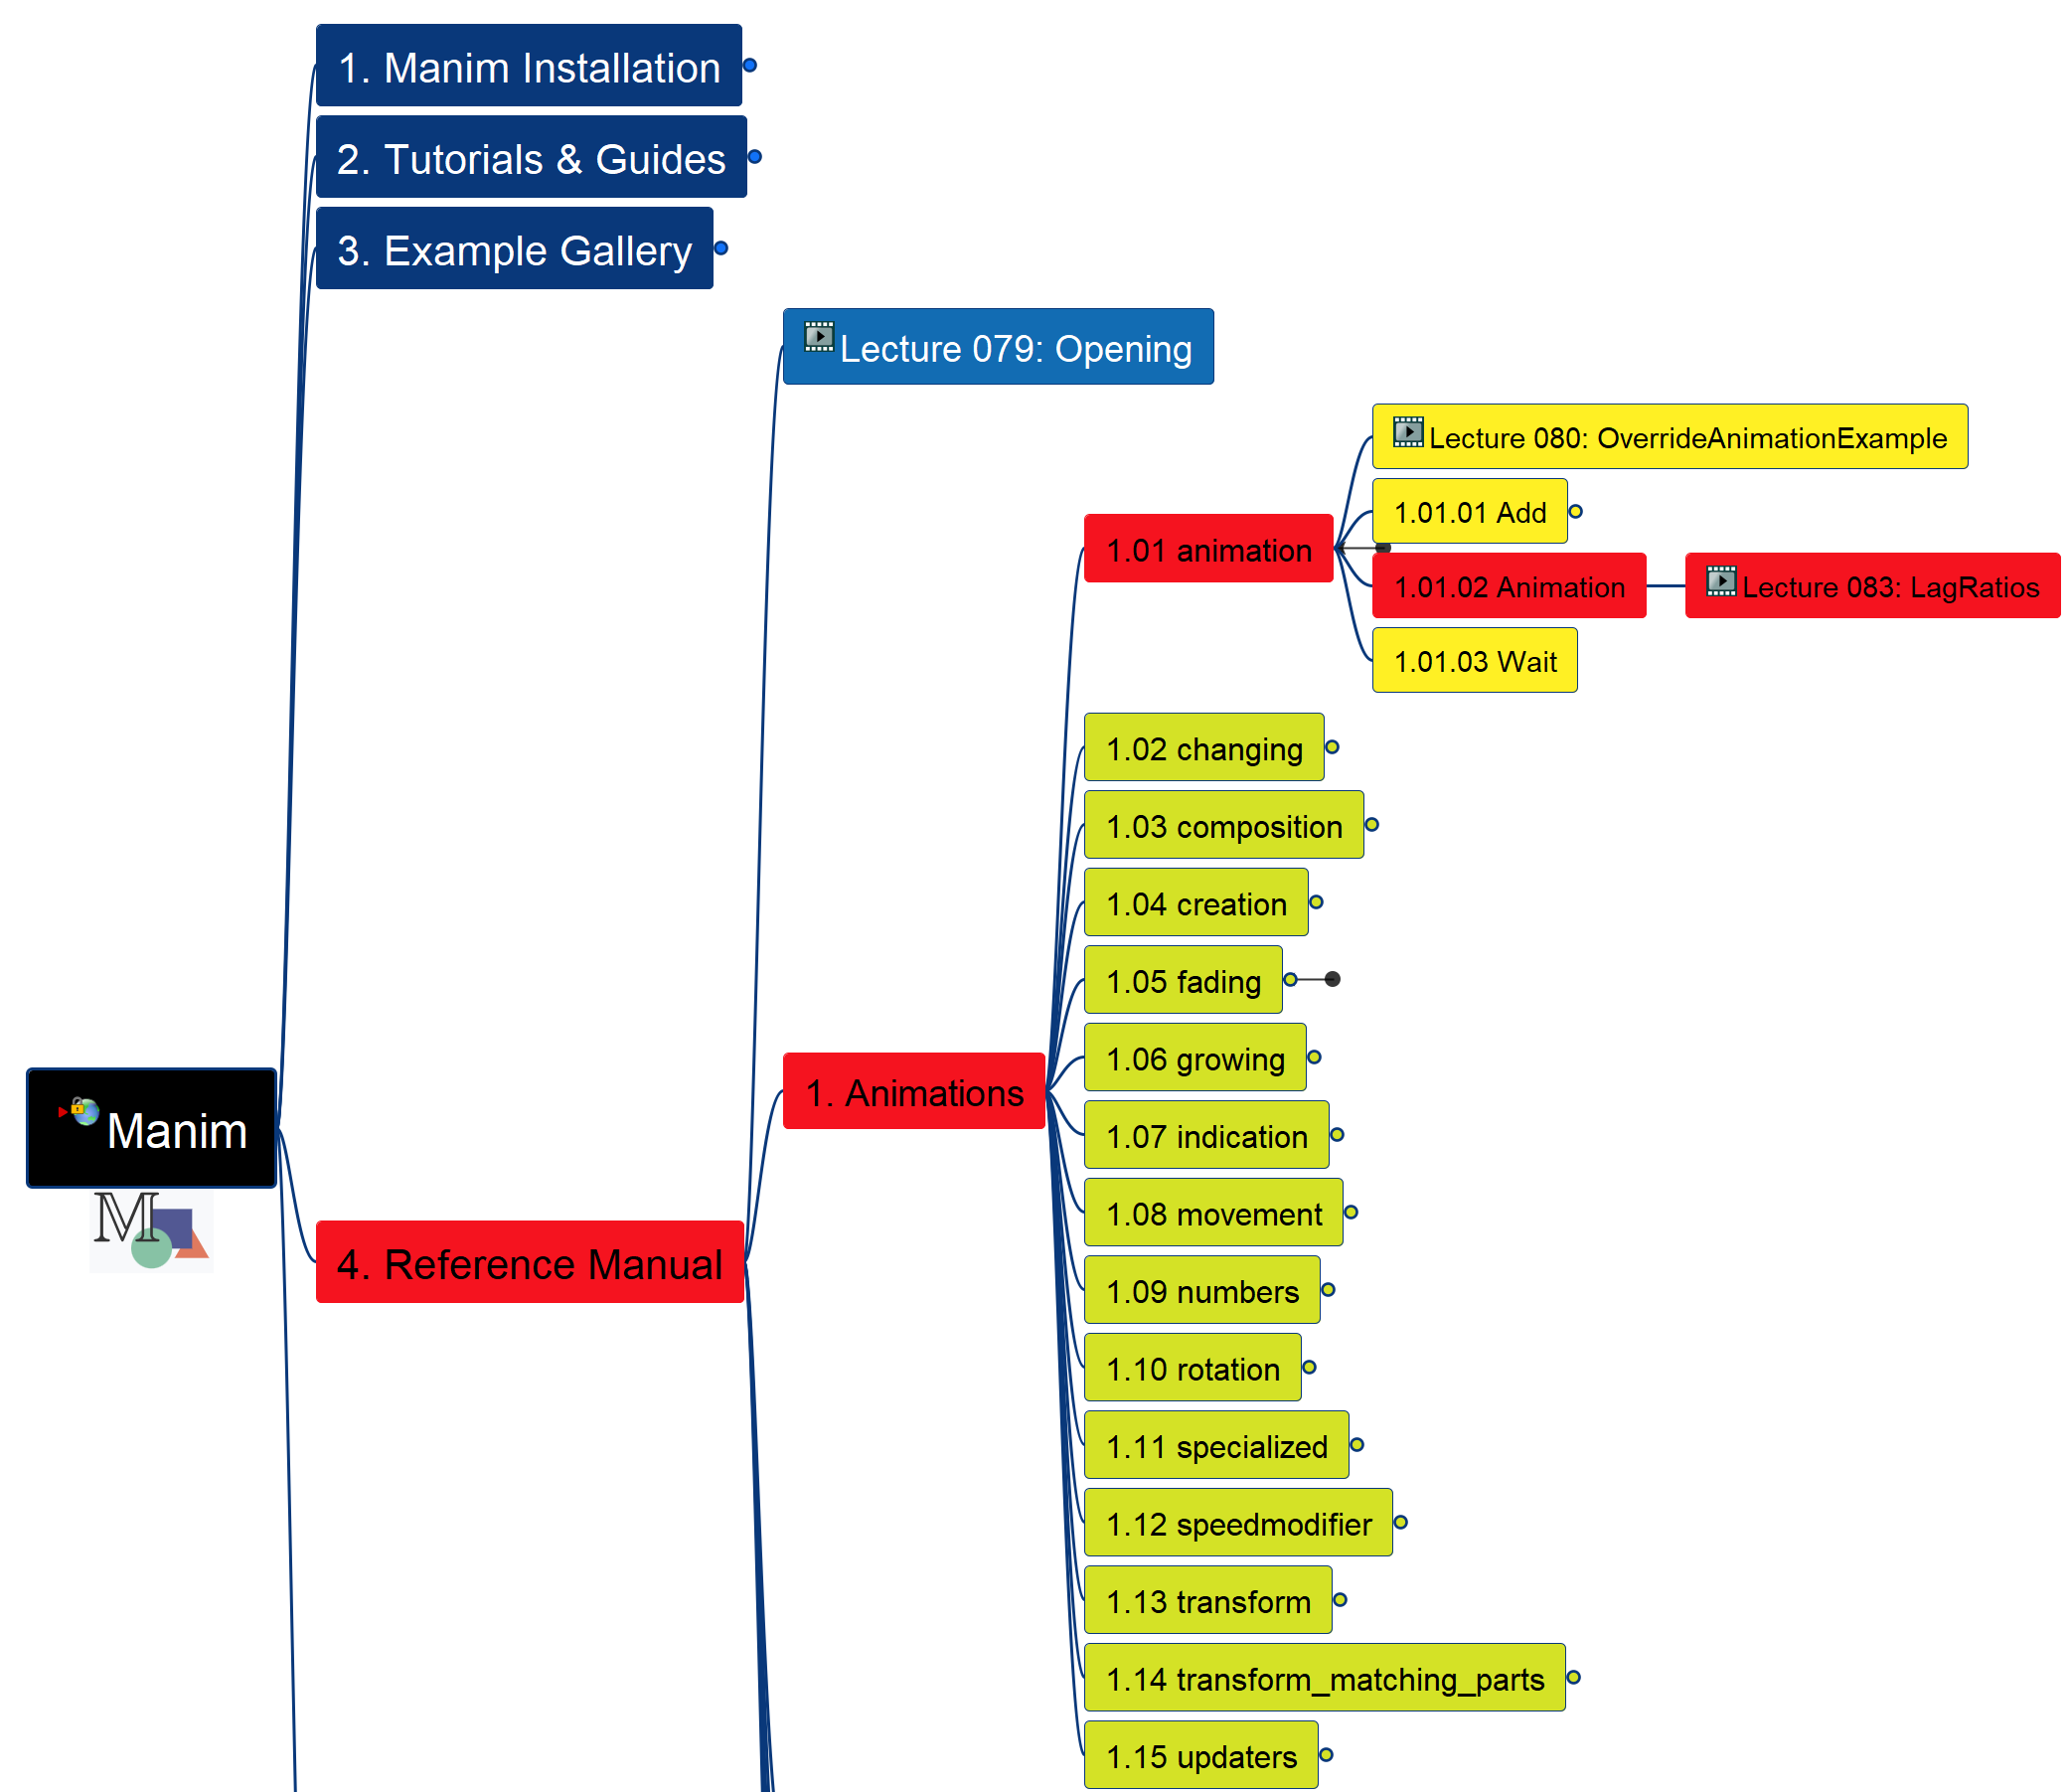 1. Manim Installation
2. Tutorials & Guides
3. Example Gallery
Lecture 079: Opening
Lecture 080: OverrideAnimationExample
1.01.01 Add
1.01 animation
1.01.02 Animation
Lecture 083: LagRatios
1.01.03 Wait
1.02 changing
1.03 composition
1.04 creation
1.05 fading
1.06 growing
1. Animations
1.07 indication
Manim
M
1.08 movement
4. Reference Manual
1.09 numbers
1.10 rotation
1.11 specialized
1.12 speedmodifier
1.13 transform
1.14 transform_matching_parts
1.15 updaters